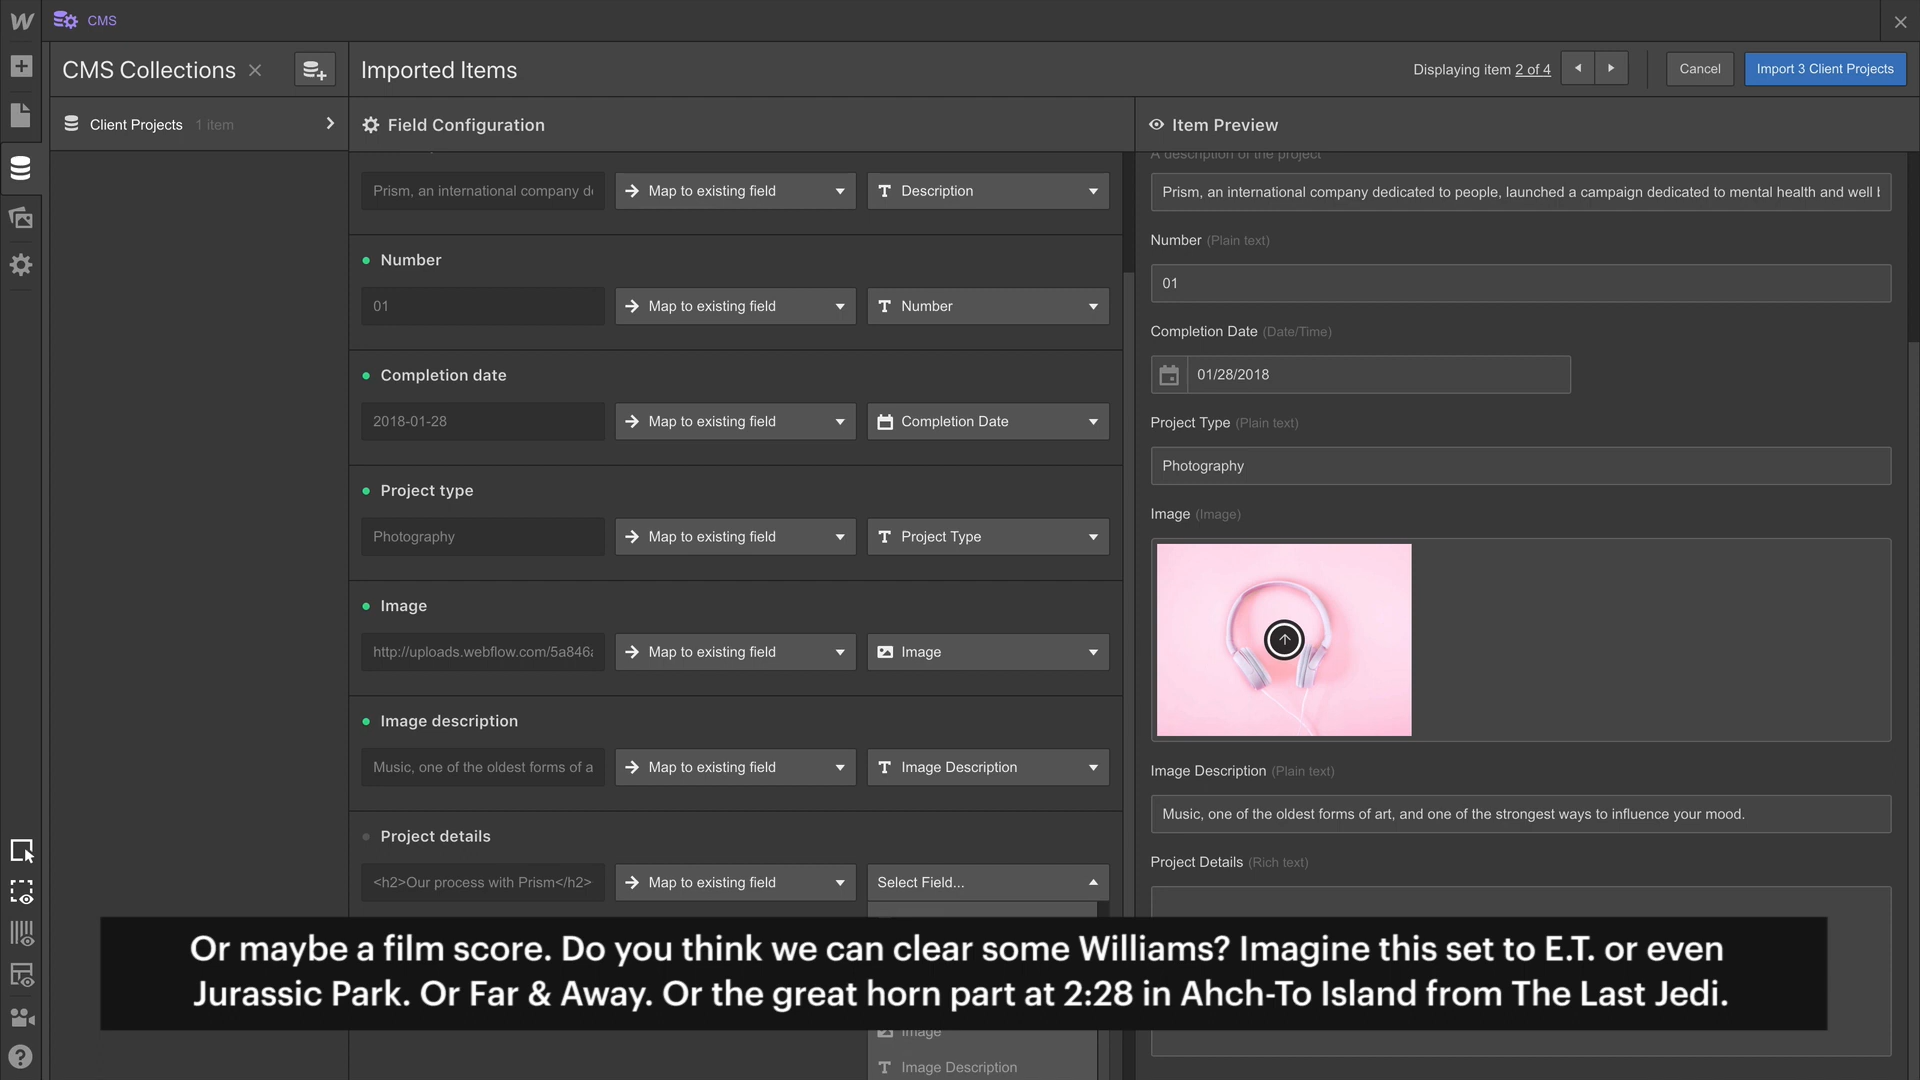 CMS
CMS Collections
Imported Items
Displaying item 2 of 4
Cancel
Import 3 Client Projects
Client Projects 1 item
Field Configuration
Item Preview
A description of the project
Prism, an international company d
Map to existing field
Description
Prism, an international company dedicated to people, launched a campaign dedicated to mental health and well
Number
01
Map to existing field
Number
Number (Plain text)
01
Completion date
2018-01-28
Map to existing field
Completion Date
Completion Date (Date/Time)
01/28/2018
Project type
Photography
Map to existing field
Project Type
Project Type (Plain text)
Photography
Image
http://uploads.webflow.com/5a846
Map to existing field
Image
Image (Image)
Image description
Music, one of the oldest forms of a
Map to existing field
Image Description
Image Description (Plain text)
Music, one of the oldest forms of art, and one of the strongest ways to influence your mood.
Project details
<h2>Our process with Prism</h2>
Map to existing field
Select Field...
Project Details (Rich text)
Or maybe a film score. Do you think we can clear some Williams? Imagine this set to E.T. or even
Jurassic Park. Or Far & Away. Or the great horn part at 2:28 in Ahch-To Island from The Last Jedi.
Image
Image Description